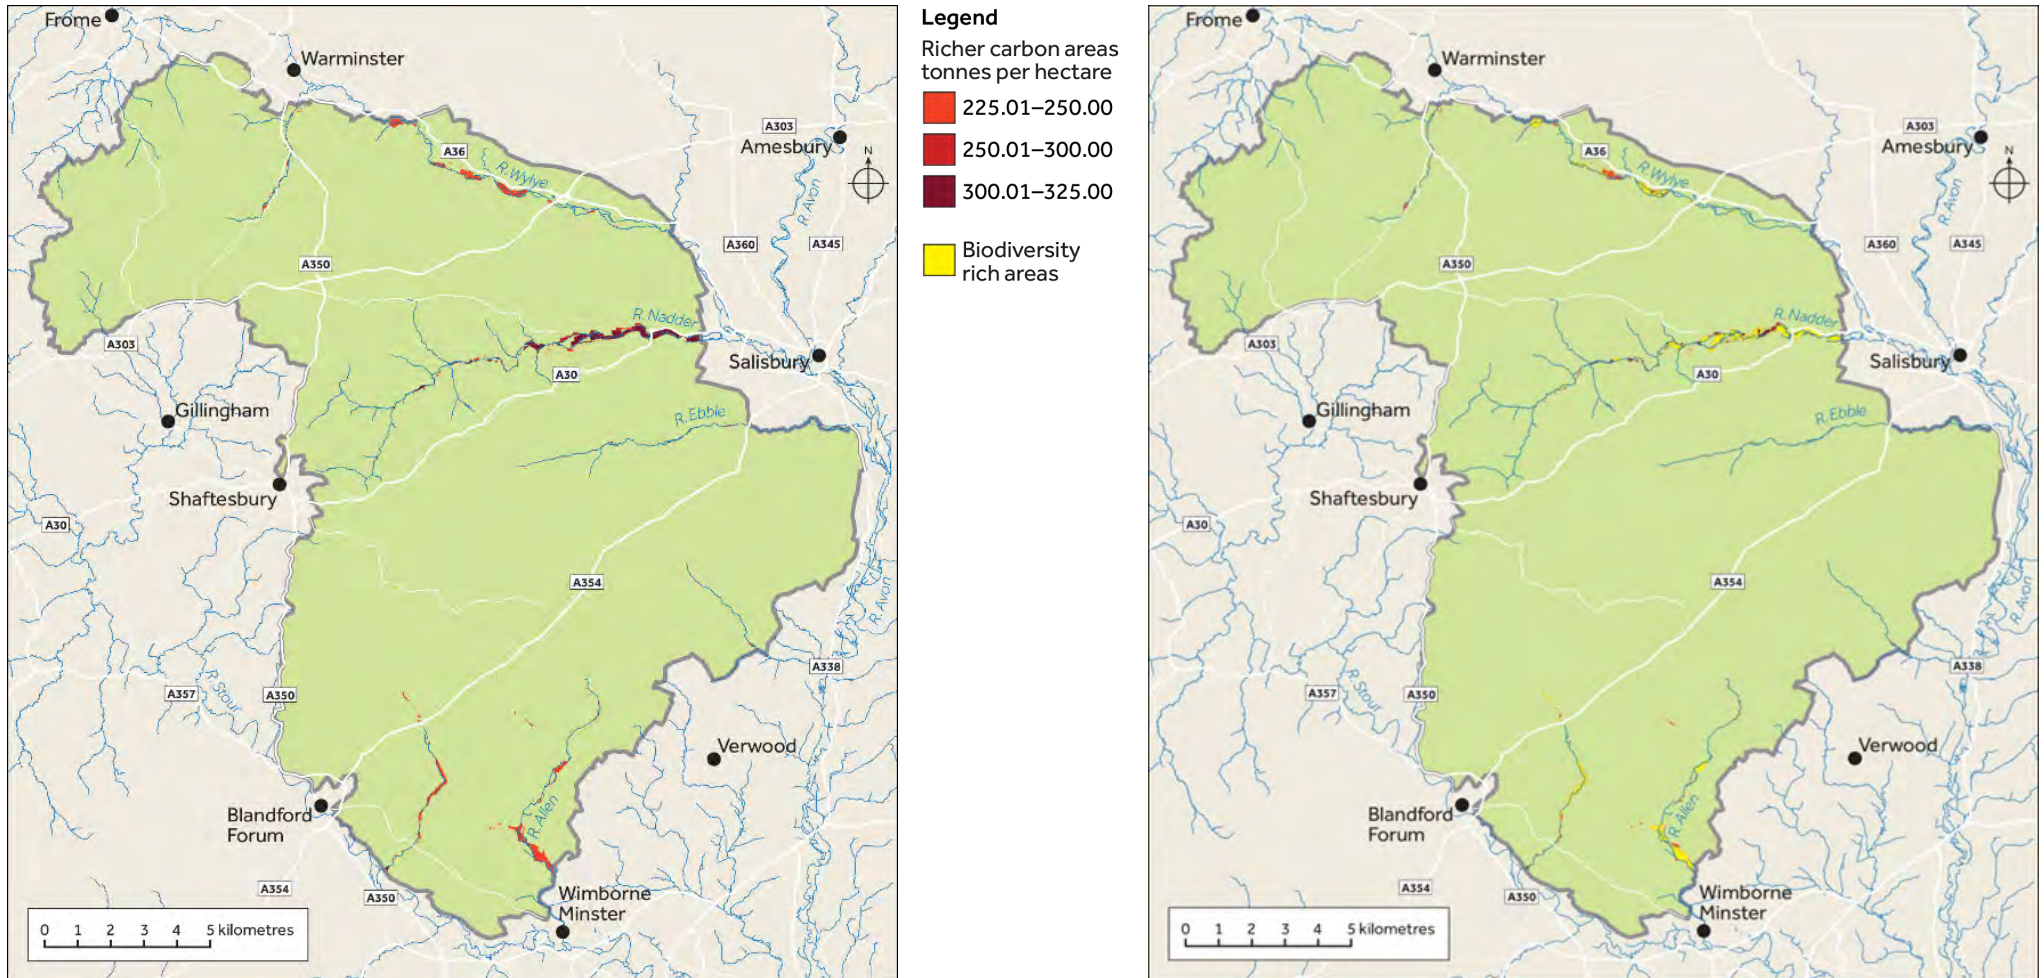 Frome
Warminster
A303
Amesbury
N
A36
R.Wylye
R.Avon
A360
A345
A350
R.Nadder
A303
Salisbury
A30
Gillingham
R.Ebble
Shaftesbury
A30
A354
R.Avon
A338
A357
R.Stour
A350
Verwood
R.Allen
Blandford
Forum
A354
A350
Wimborne
Minster
0 1 2 3 4 5 kilometres
Legend
Richer carbon areas
tonnes per hectare
225.01–250.00
250.01–300.00
300.01–325.00
Biodiversity
rich areas
Frome
Warminster
A303
Amesbury
N
A36
R.Wylye
R.Avon
A360
A345
A350
R.Nadder
A303
Salisbury
A30
Gillingham
R.Ebble
Shaftesbury
A30
A354
R.Avon
A338
A357
R.Stour
A350
Verwood
R.Allen
Blandford
Forum
A354
A350
Wimborne
Minster
0 1 2 3 4 5 kilometres